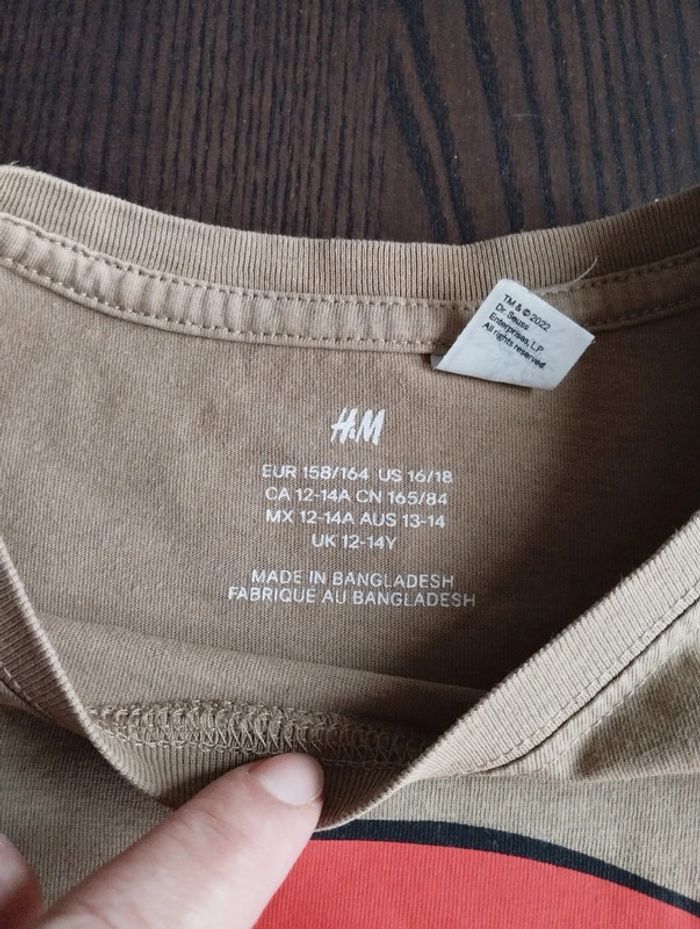 TM & © 2022
Dr. Seuss
Enterprises, LP
All rights reserved
H&M
EUR 158/164 US 16/18
CA 12-14A CN 165/84
MX 12-14A AUS 13-14
UK 12-14Y
MADE IN BANGLADESH
FABRIQUE AU BANGLADESH